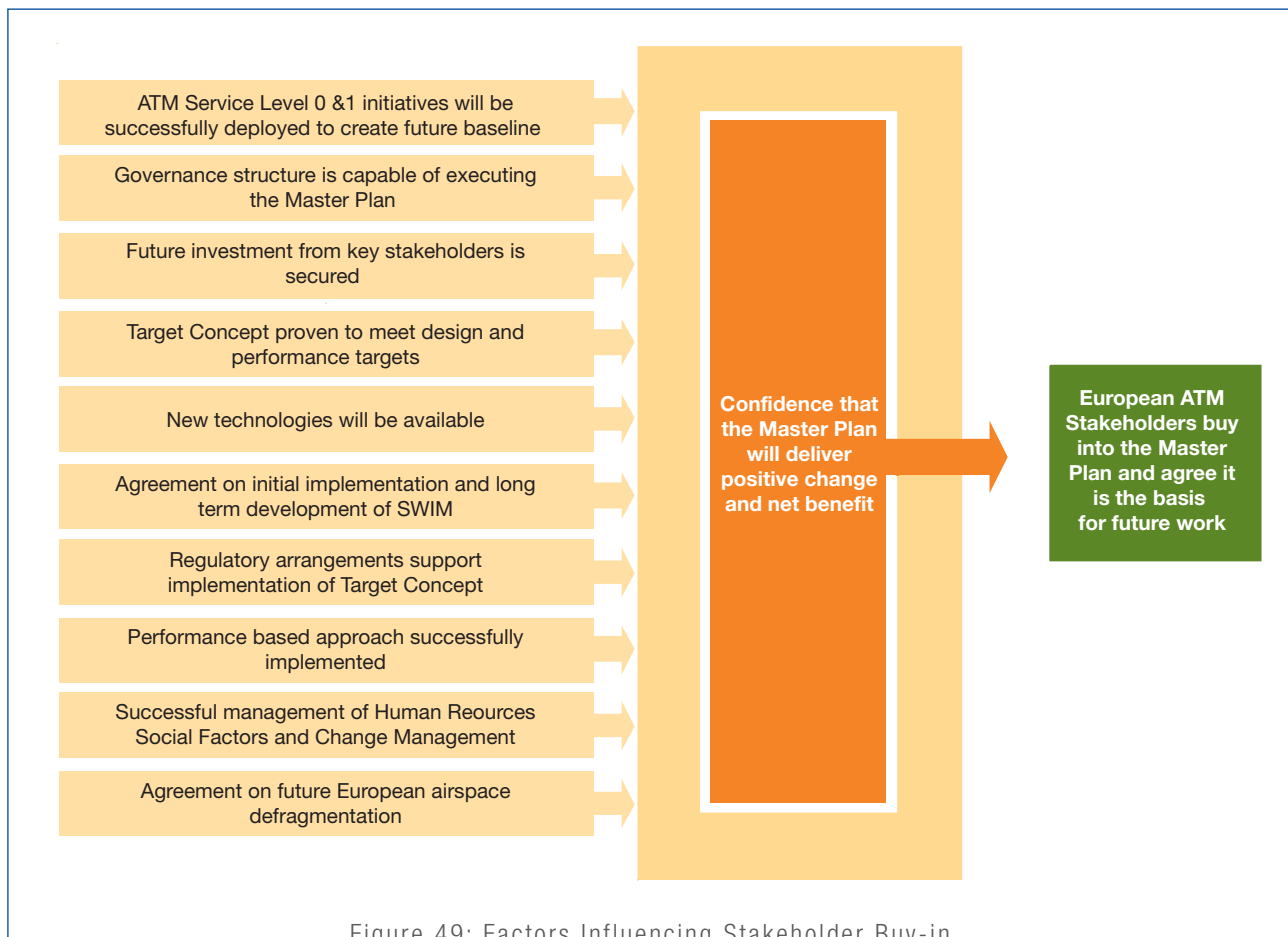 ATM Service Level 0 &1 initiatives will be
successfully deployed to create future baseline
Governance structure is capable of executing
the Master Plan
Future investment from key stakeholders is
secured
Target Concept proven to meet design and
performance targets
New technologies will be available
Agreement on initial implementation and long
term development of SWIM
Regulatory arrangements support
implementation of Target Concept
Performance based approach successfully
implemented
Successful management of Human Reources
Social Factors and Change Management
Agreement on future European airspace
defragmentation
Confidence that
the Master Plan
will deliver
positive change
and net benefit
European ATM
Stakeholders buy
into the Master
Plan and agree it
is the basis
for future work
Figure 49: Factors Influencing Stakeholder Buy-in